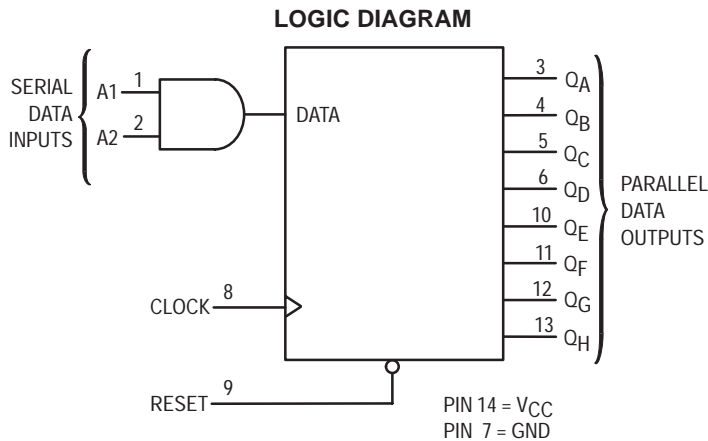 LOGIC DIAGRAM
SERIAL
DATA
INPUTS
A1
1
A2
2
DATA
CLOCK
8
RESET
9
3
QA
4
QB
5
QC
6
QD
10
QE
11
QF
12
QG
13
QH
PARALLEL
DATA
OUTPUTS
PIN 14 = VCC
PIN 7 = GND